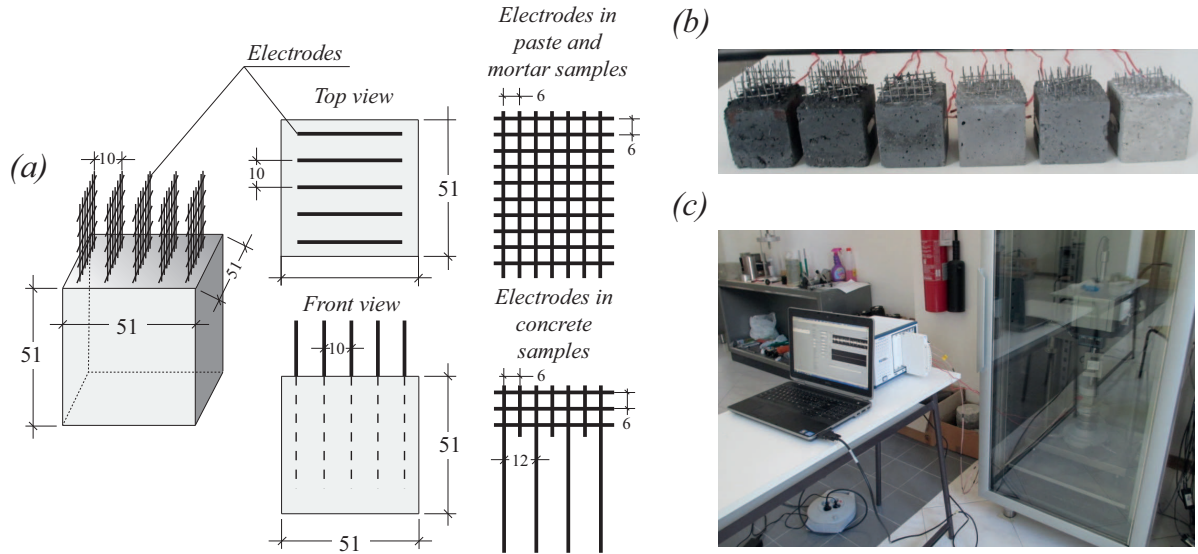 (a)
Electrodes
10
51
51
51
Top view
10
51
Front view
10
51
51
Electrodes in
paste and
mortar samples
6
6
Electrodes in
concrete
samples
6
6
12
(b)
(c)